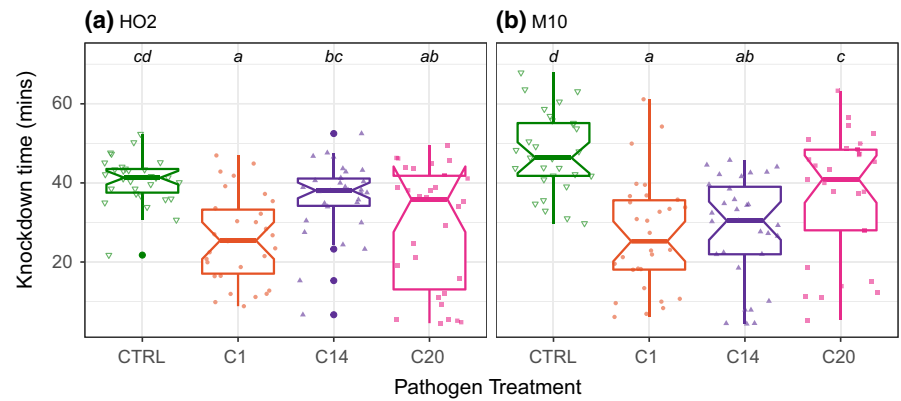 (a) HO2
(b) M10
cd a bc ab
d a ab c
Knockdown time (mins)
60
40
20
CTRL C1 C14 C20
CTRL C1 C14 C20
Pathogen Treatment